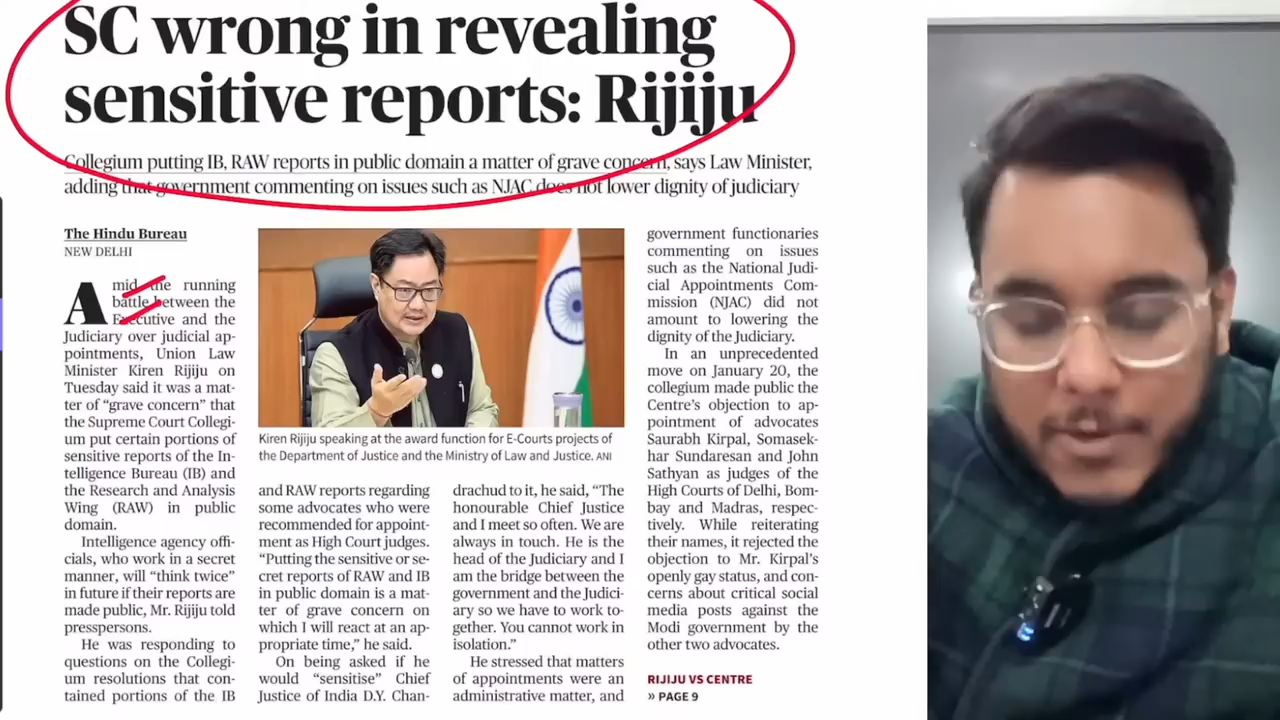 SC wrong in revealing
sensitive reports: Rijiju
Collegium putting IB, RAW reports in public domain a matter of grave concern, says Law Minister,
adding that government commenting on issues such as NJAC does not lower dignity of judiciary
The Hindu Bureau
NEW DELHI
Amid the running
battle between the
Executive and the
Judiciary over judicial ap-
pointments, Union Law
Minister Kiren Rijiju on
Tuesday said it was a mat-
ter of “grave concern” that
the Supreme Court Collegi-
um put certain portions of
sensitive reports of the In-
telligence Bureau (IB) and
the Research and Analysis
Wing (RAW) in public
domain.
Intelligence agency offi-
cials, who work in a secret
manner, will “think twice”
in future if their reports are
made public, Mr. Rijiju told
presspersons.
He was responding to
questions on the Collegi-
um resolutions that con-
tained portions of the IB
Kiren Rijiju speaking at the award function for E-Courts projects of
the Department of Justice and the Ministry of Law and Justice. ANI
and RAW reports regarding
some advocates who were
recommended for appoint-
ment as High Court judges.
“Putting the sensitive or se-
cret reports of RAW and IB
in public domain is a mat-
ter of grave concern on
which I will react at an ap-
propriate time,” he said.
On being asked if he
would “sensitise” Chief
Justice of India D.Y. Chan-
drachud to it, he said, “The
honourable Chief Justice
and I meet so often. We are
always in touch. He is the
head of the Judiciary and I
am the bridge between the
government and the Judici-
ary so we have to work to-
gether. You cannot work in
isolation.”
He stressed that matters
of appointments were an
administrative matter, and
government functionaries
commenting on issues
such as the National Judi-
cial Appointments Com-
mission (NJAC) did not
amount to lowering the
dignity of the Judiciary.
In an unprecedented
move on January 20, the
collegium made public the
Centre’s objection to ap-
pointment of advocates
Saurabh Kirpal, Somasek-
har Sundaresan and John
Sathyan as judges of the
High Courts of Delhi, Bom-
bay and Madras, respec-
tively. While reiterating
their names, it rejected the
objection to Mr. Kirpal’s
openly gay status, and con-
cerns about critical social
media posts against the
Modi government by the
other two advocates.
RIJIJU VS CENTRE
» PAGE 9